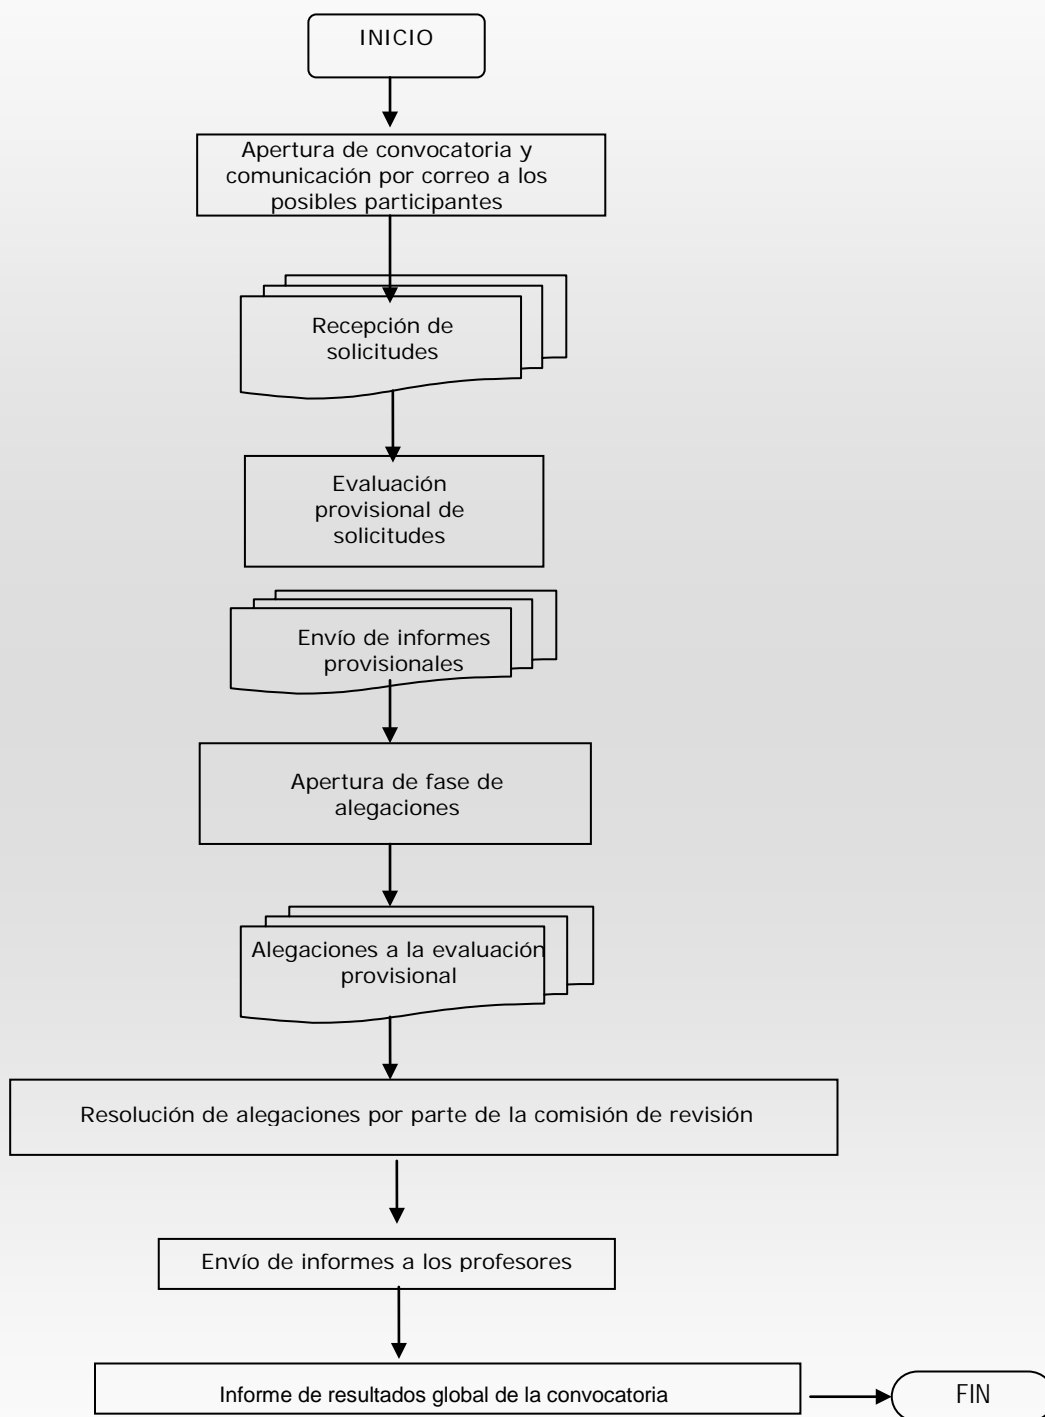 INICIO
Apertura de convocatoria y
comunicación por correo a los
posibles participantes
Recepción de
solicitudes
Evaluación
provisional de
solicitudes
Envío de informes
provisionales
Apertura de fase de
alegaciones
Alegaciones a la evaluación
provisional
Resolución de alegaciones por parte de la comisión de revisión
Envío de informes a los profesores
Informe de resultados global de la convocatoria
FIN